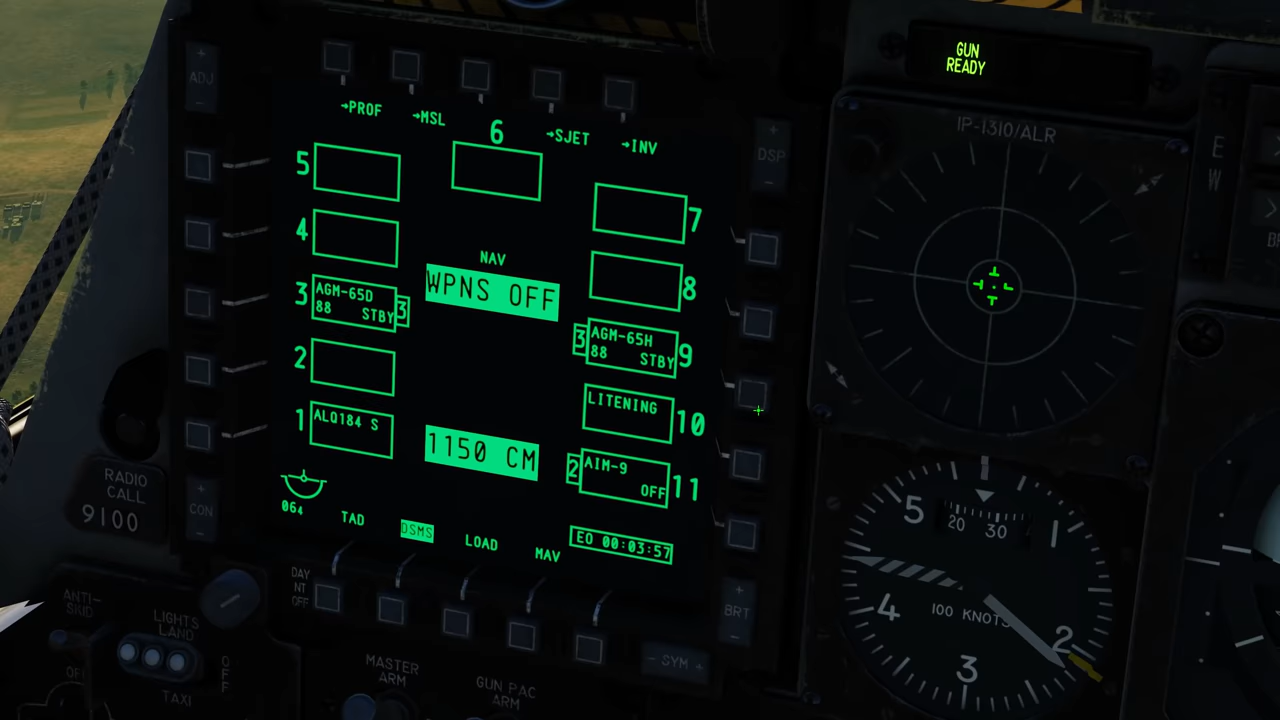 GUN
READY
ADJ
→PROF
→MSL
→SJET
→INV
6
DSP
IP-1310/ALR
E
W
5
7
4
8
NAV
WPNS OFF
3
AGM-65D
88 STBY
3
3
AGM-65H
88 STBY
9
2
LITENING
10
1
ALQ184 S
1150 CM
2
AIM-9
OFF
11
064
TAD
DSMS
LOAD
MAV
EO 00:03:57
RADIO
CALL
9100
CON
DAY
NT
OFF
BRT
- SYM +
ANTI-
SKID
LIGHTS
LAND
OFF
TAXI
MASTER
ARM
GUN PAC
ARM
5
20
30
1
4
100 KNOTS
2
3